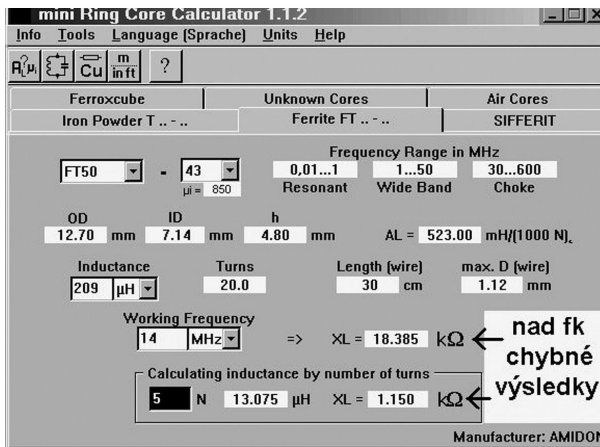 mini Ring Core Calculator 1.1.2
Info Tools Language (Sprache) Units Help
Cu m in ft ?
Ferroxcube Unknown Cores Air Cores
Iron Powder T .. - .. Ferrite FT .. - .. SIFFERIT
Frequency Range in MHz
FT50 - 43 0,01...1 1...50 30...600
µi = 850 Resonant Wide Band Choke
OD ID h
12.70 mm 7.14 mm 4.80 mm AL = 523.00 mH/(1000 N)
Inductance Turns Length (wire) max. D (wire)
209 µH 20.0 30 cm 1.12 mm
Working Frequency
14 MHz => XL = 18.385 kΩ
Calculating inductance by number of turns
5 N 13.075 µH XL = 1.150 kΩ
nad fk
chybné
výsledky
Manufacturer: AMIDON